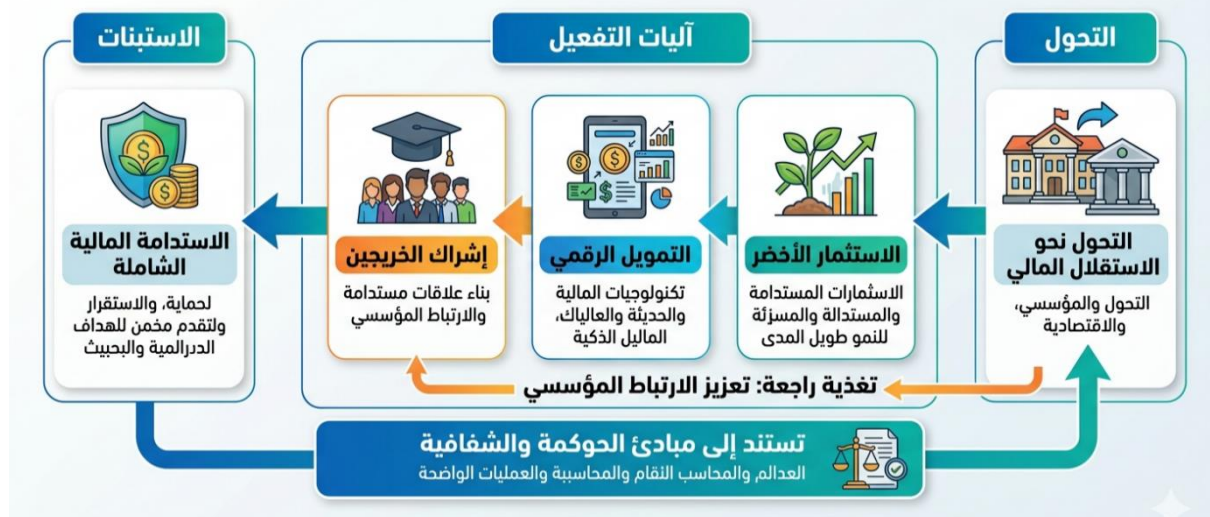 التحول
آليات التفعيل
الاستبنات
التحول نحو
الاستقلال المالي
التحول والمؤسسي،
والاقتصادية
الاستثمار الأخضر
الاسثمارات المستدامة
والمستدالة والمسزئة
للنمو طويل المدى
التمويل الرقمي
تكنولوجيات المالية
والحديثة والعالياك،
الماليل الذكية
إشراك الخريجين
بناء علاقات مستدامة
والارتباط المؤسسي
الاستدامة المالية
الشاملة
لحماية، والاستقرار
ولتقدم مخمن للهداف
الدرالمية والبحبيث
تغذية راجعة: تعزيز الارتباط المؤسسي
تستند إلى مبادئ الحوكمة والشفافية
العدالم والمحاسب الثقام والمحاسببة والعمليات الواضحة